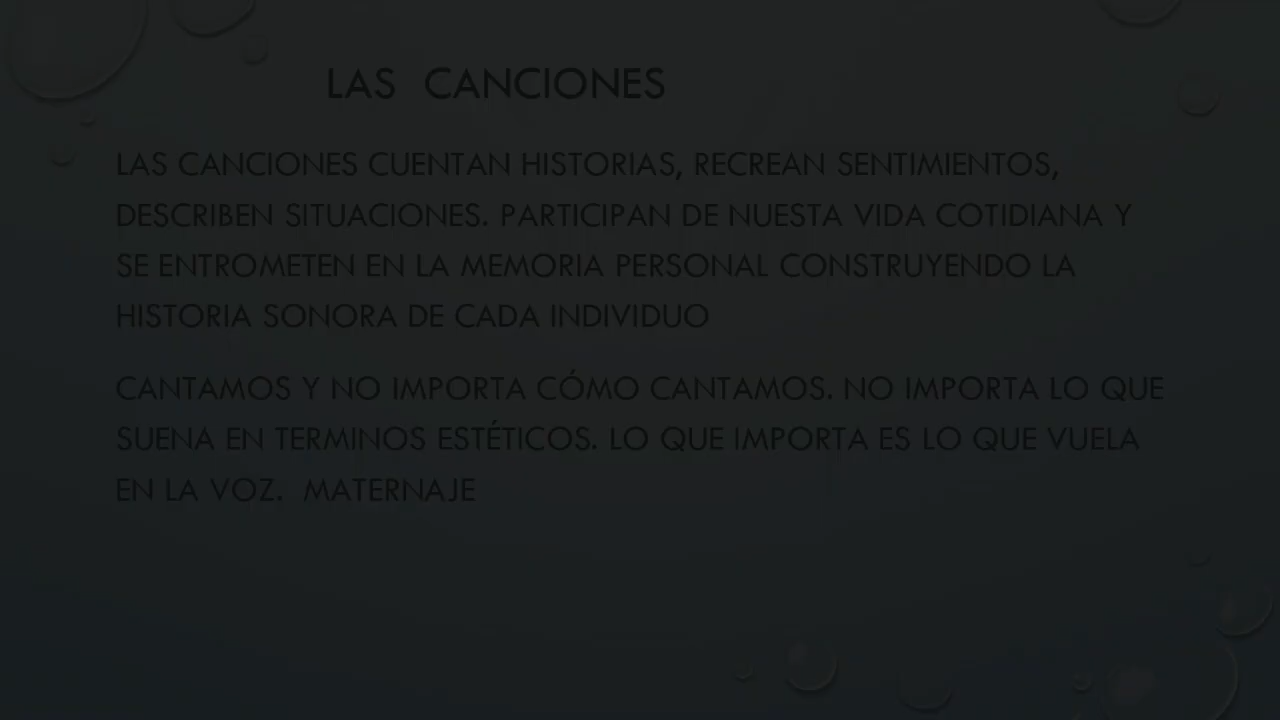 LAS  CANCIONES
LAS CANCIONES CUENTAN HISTORIAS, RECREAN SENTIMIENTOS,
DESCRIBEN SITUACIONES. PARTICIPAN DE NUESTA VIDA COTIDIANA Y
SE ENTROMETEN EN LA MEMORIA PERSONAL CONSTRUYENDO LA
HISTORIA SONORA DE CADA INDIVIDUO
CANTAMOS Y NO IMPORTA CÓMO CANTAMOS. NO IMPORTA LO QUE
SUENA EN TERMINOS ESTÉTICOS. LO QUE IMPORTA ES LO QUE VUELA
EN LA VOZ.  MATERNAJE